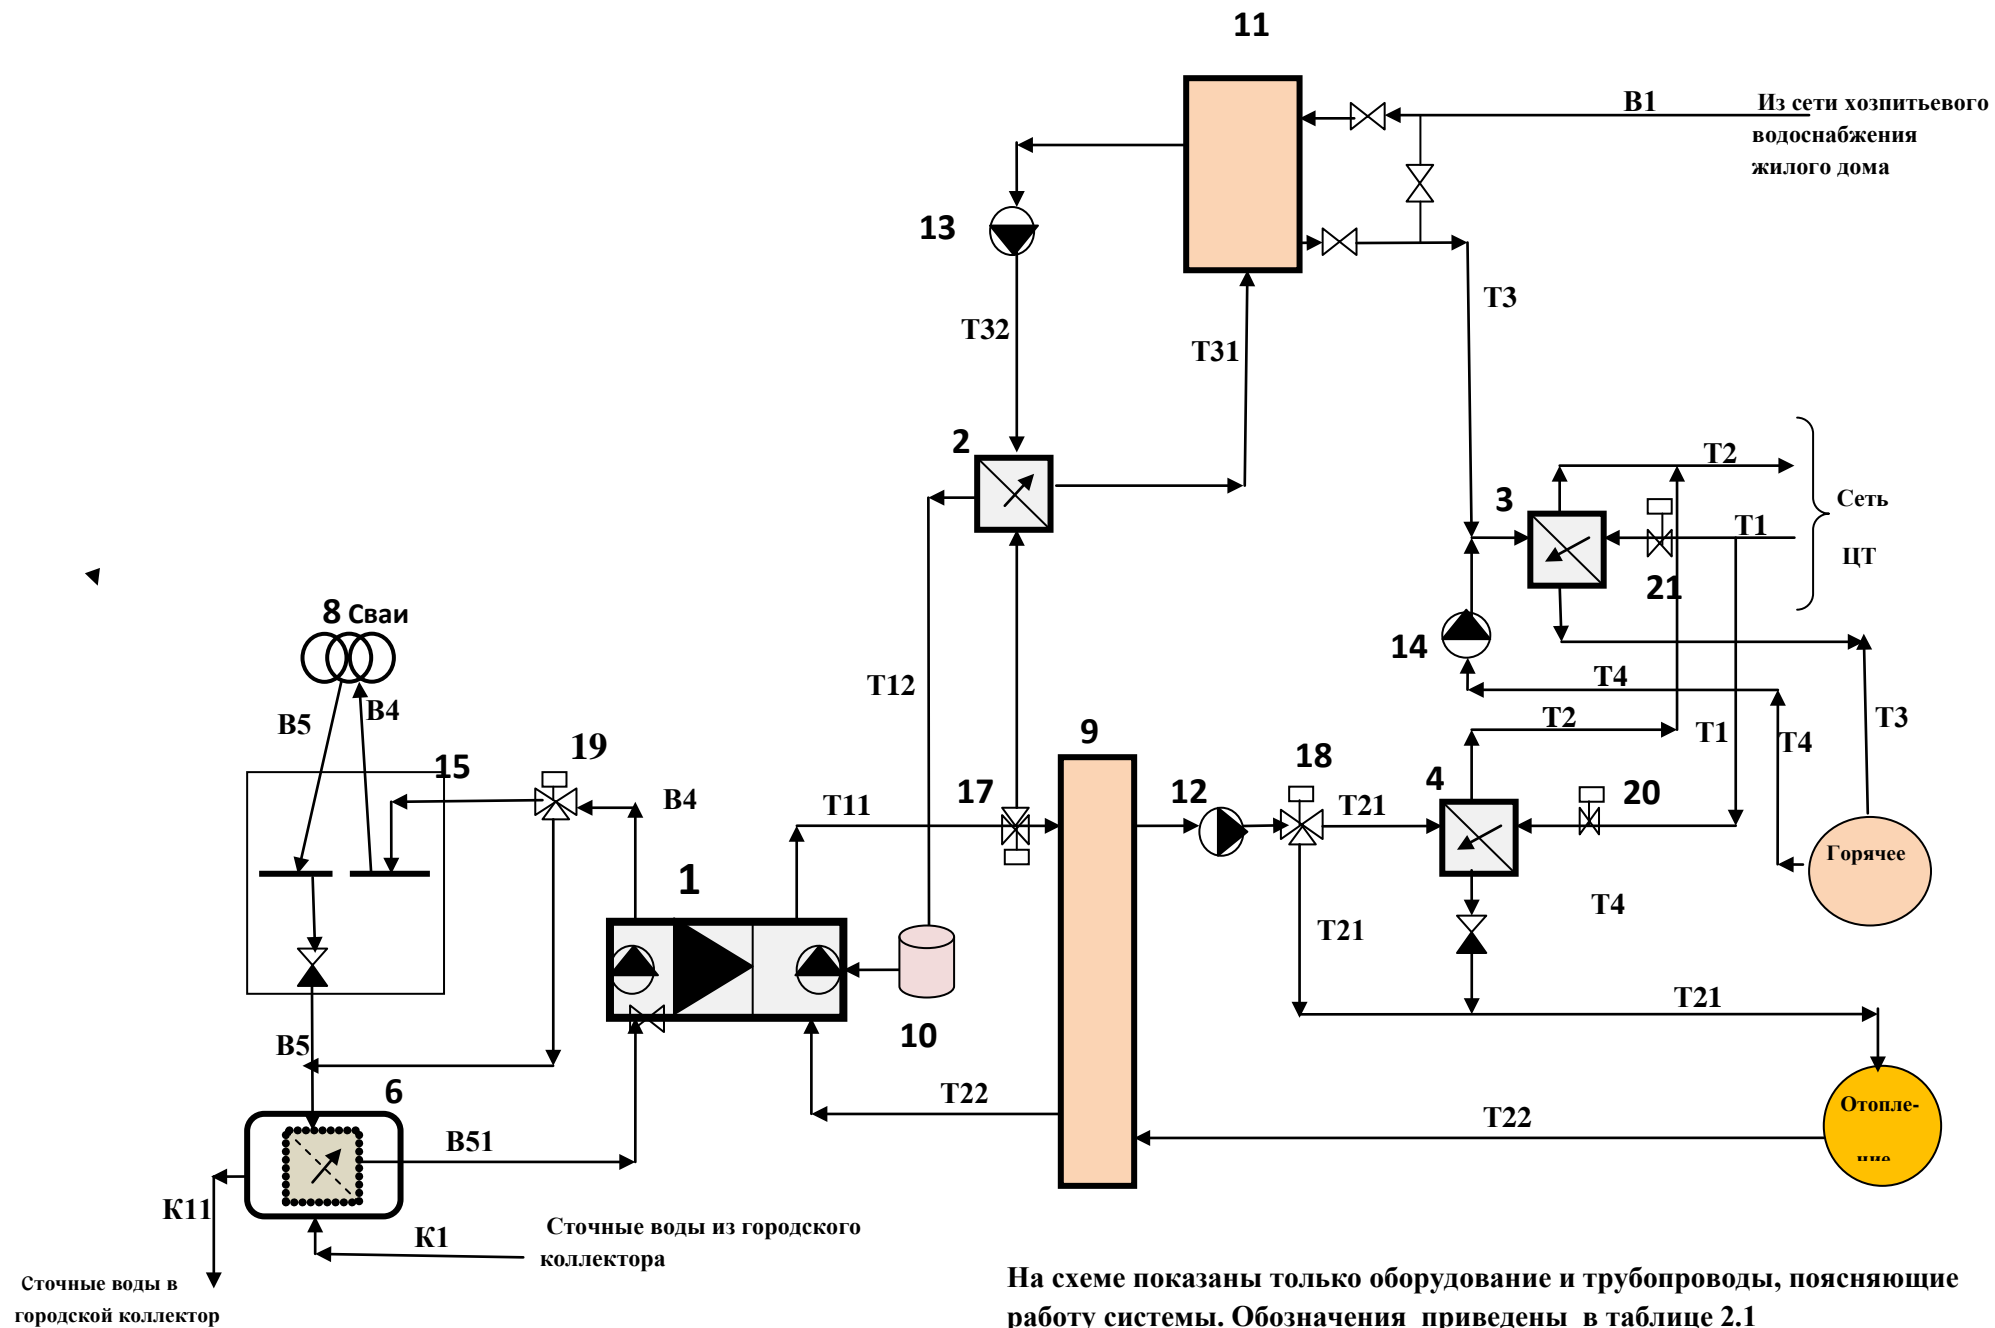 11
В1
Из сети хозпитьевого
водоснабжения
жилого дома
13
Т3
Т32
Т31
2
Т2
3
Сеть
Т1
ЦТ
21
8 Сваи
14
Т4
Т12
В4
В5
Т2
Т3
9
Т1
Т4
19
18
15
4
17
12
20
В4
Т11
Т21
Горячее
1
Т4
Т21
Т21
10
В5
6
Т22
Отопле-
Т22
В51
ние
К11
Сточные воды из городского
К1
коллектора
Сточные воды в
городской коллектор
На схеме показаны только оборудование и трубопроводы, поясняющие
работу системы. Обозначения приведены в таблице 2.1